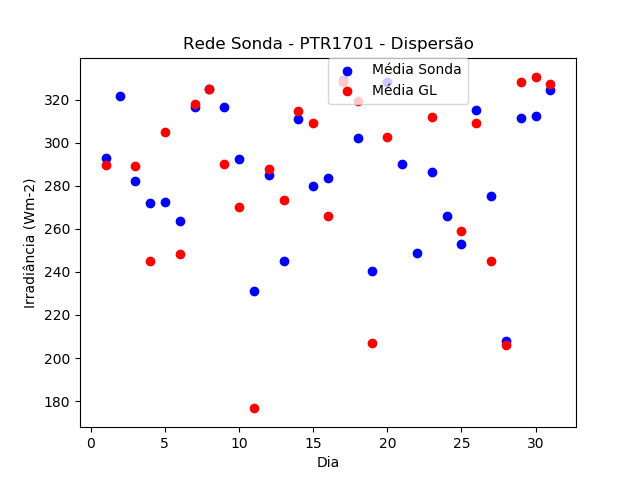 Rede Sonda - PTR1701 - Dispersão
Média Sonda
Média GL
Irradiância (Wm-2)
320
300
280
260
240
220
200
180
0 5 10 15 20 25 30
Dia